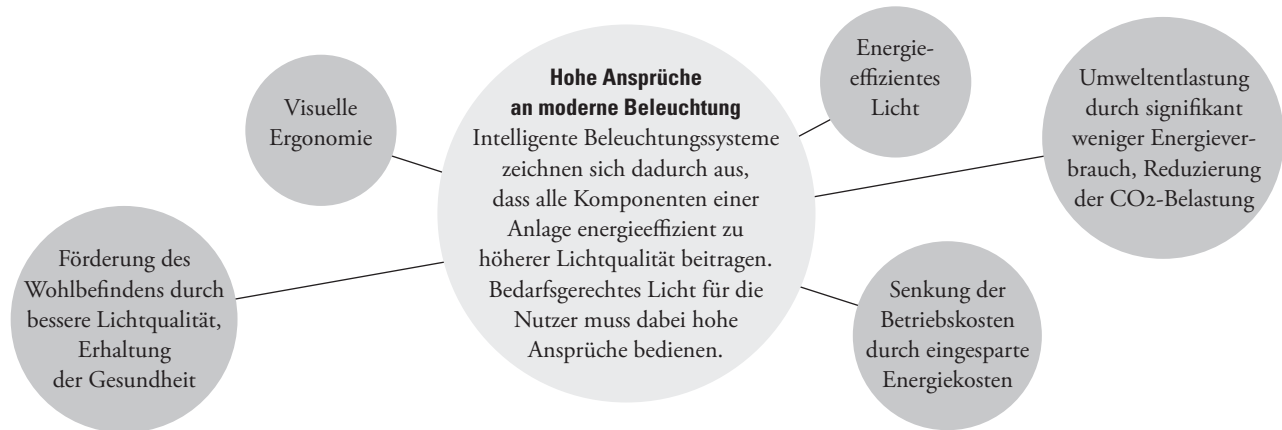 Hohe Ansprüche
an moderne Beleuchtung
Intelligente Beleuchtungssysteme
zeichnen sich dadurch aus,
dass alle Komponenten einer
Anlage energieeffizient zu
höherer Lichtqualität beitragen.
Bedarfsgerechtes Licht für die
Nutzer muss dabei hohe
Ansprüche bedienen.
Visuelle
Ergonomie
Förderung des
Wohlbefindens durch
bessere Lichtqualität,
Erhaltung
der Gesundheit
Energie-
effizientes
Licht
Umweltentlastung
durch signifikant
weniger Energiever-
brauch, Reduzierung
der CO2-Belastung
Senkung der
Betriebskosten
durch eingesparte
Energiekosten